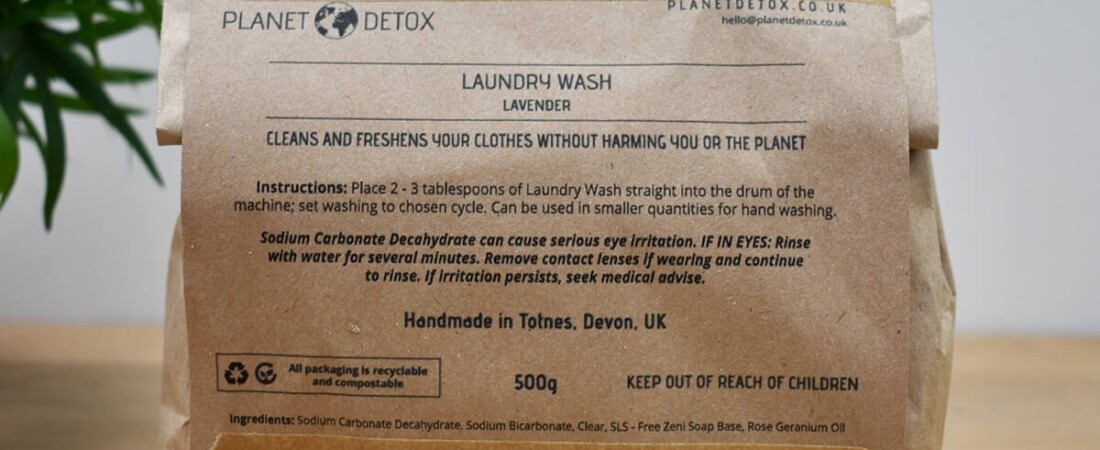 PLANET DETOX
PLANETDETOX.CO.UK
hello@planetdetox.co.uk
LAUNDRY WASH
LAVENDER
CLEANS AND FRESHENS YOUR CLOTHES WITHOUT HARMING YOU OR THE PLANET
Instructions: Place 2 - 3 tablespoons of Laundry Wash straight into the drum of the
machine; set washing to chosen cycle. Can be used in smaller quantities for hand washing.
Sodium Carbonate Decahydrate can cause serious eye irritation. IF IN EYES: Rinse
with water for several minutes. Remove contact lenses if wearing and continue
to rinse. If irritation persists, seek medical advise.
Handmade in Totnes, Devon, UK
All packaging is recyclable
and compostable
500g
KEEP OUT OF REACH OF CHILDREN
Ingredients: Sodium Carbonate Decahydrate, Sodium Bicarbonate, Clear, SLS - Free Zeni Soap Base, Rose Geranium Oil